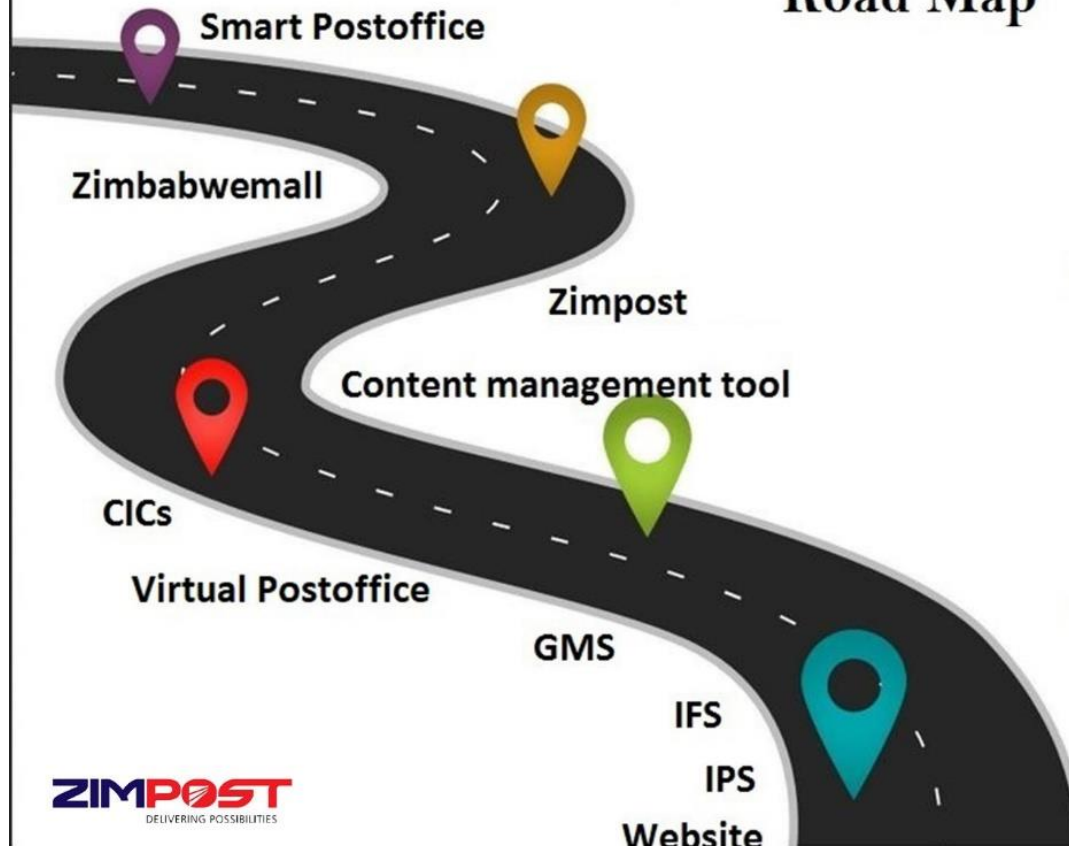 Road Map
Smart Postoffice
Zimbabwemall
Zimpost
Content management tool
CICs
Virtual Postoffice
GMS
IFS
IPS
Website
ZIMPOST
DELIVERING POSSIBILITIES